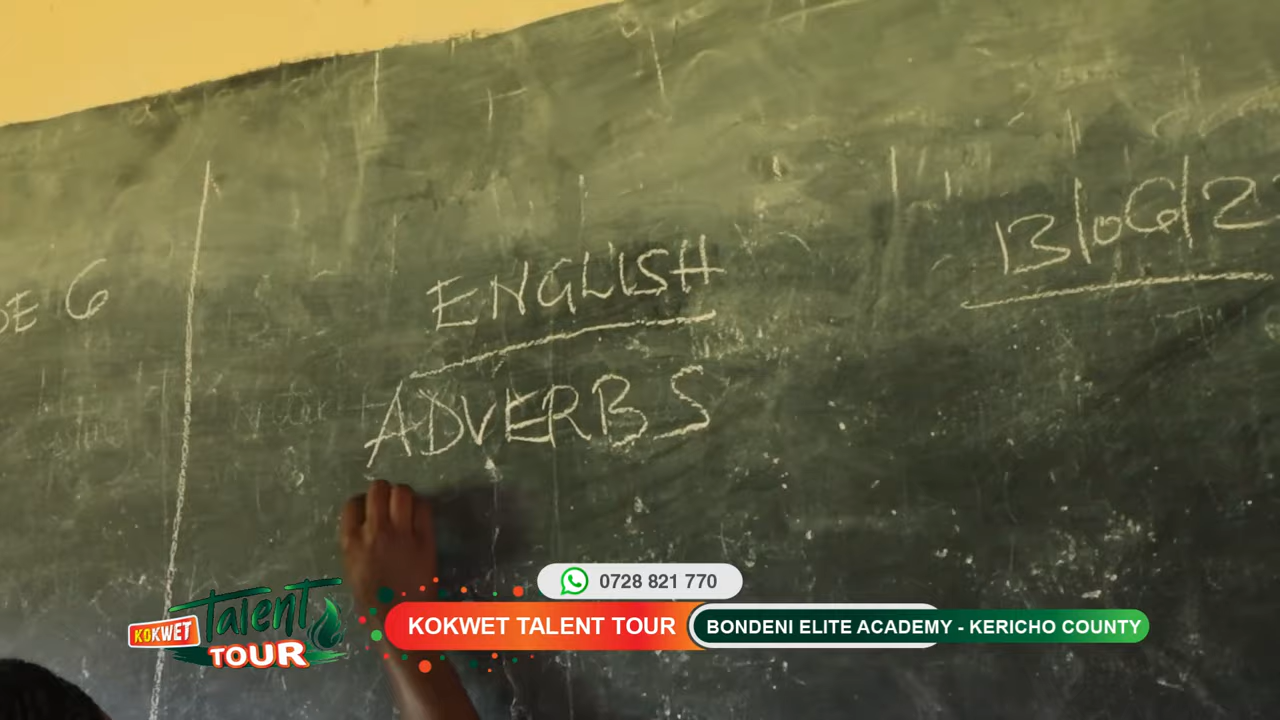 DE 6
ENGLISH
13/06/2
ADVERBS
0728 821 770
KOKWET Talent TOUR
KOKWET TALENT TOUR
BONDENI ELITE ACADEMY - KERICHO COUNTY